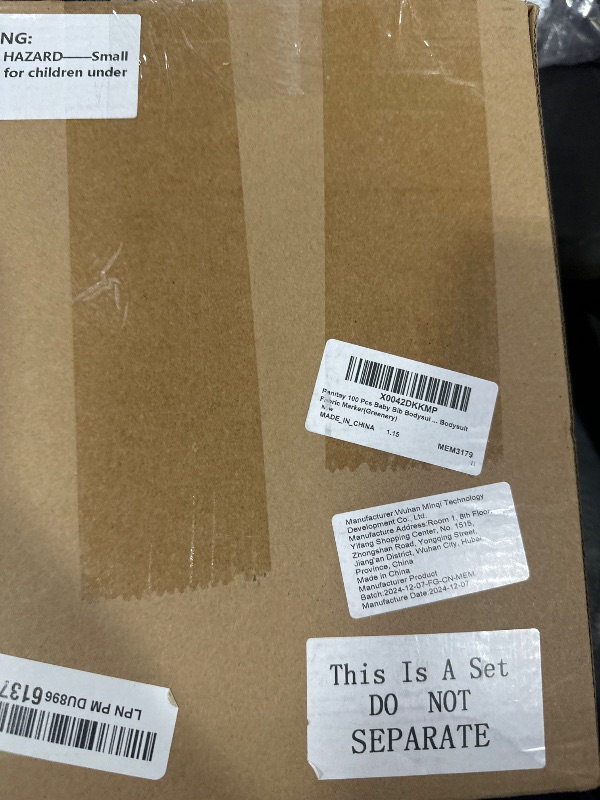 NG:
HAZARD——Small
for children under
X0042DKKMP
Panitay 100 Pcs Baby Bib Bodysui ... Bodysuit
Fabric Marker(Greenery)
New
MADE_IN_CHINA 1.15
MEM3179
Manufacturer:Wuhan Minqi Technology
Development Co., Ltd.
Manufacture Address:Room 1, 8th Floor,
Yifang Shopping Center, No. 1515,
Zhongshan Road, Yongqing Street,
Jiang'an District, Wuhan City, Hubei
Province, China
Made in China
Manufacturer Product
Batch:2024-12-07-FG-CN-MEM
Manufacture Date:2024-12-07
This Is A Set
DO NOT
SEPARATE
LPN PM DU896 6137